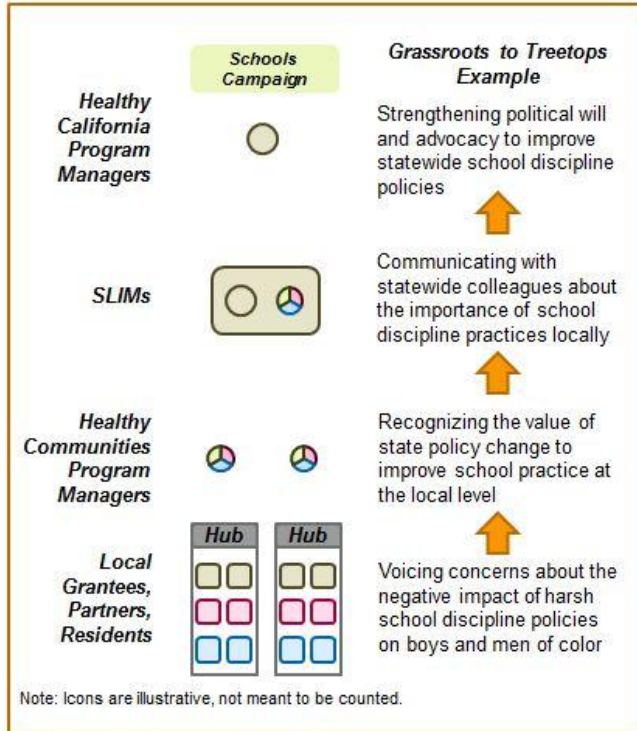 Schools
Campaign
Grassroots to Treetops
Example
Healthy
California
Program
Managers
Strengthening political will
and advocacy to improve
statewide school discipline
policies
SLIMs
Communicating with
statewide colleagues about
the importance of school
discipline practices locally
Healthy
Communities
Program
Managers
Recognizing the value of
state policy change to
improve school practice at
the local level
Hub
Hub
Local
Grantees,
Partners,
Residents
Voicing concerns about the
negative impact of harsh
school discipline policies
on boys and men of color
Note: Icons are illustrative, not meant to be counted.